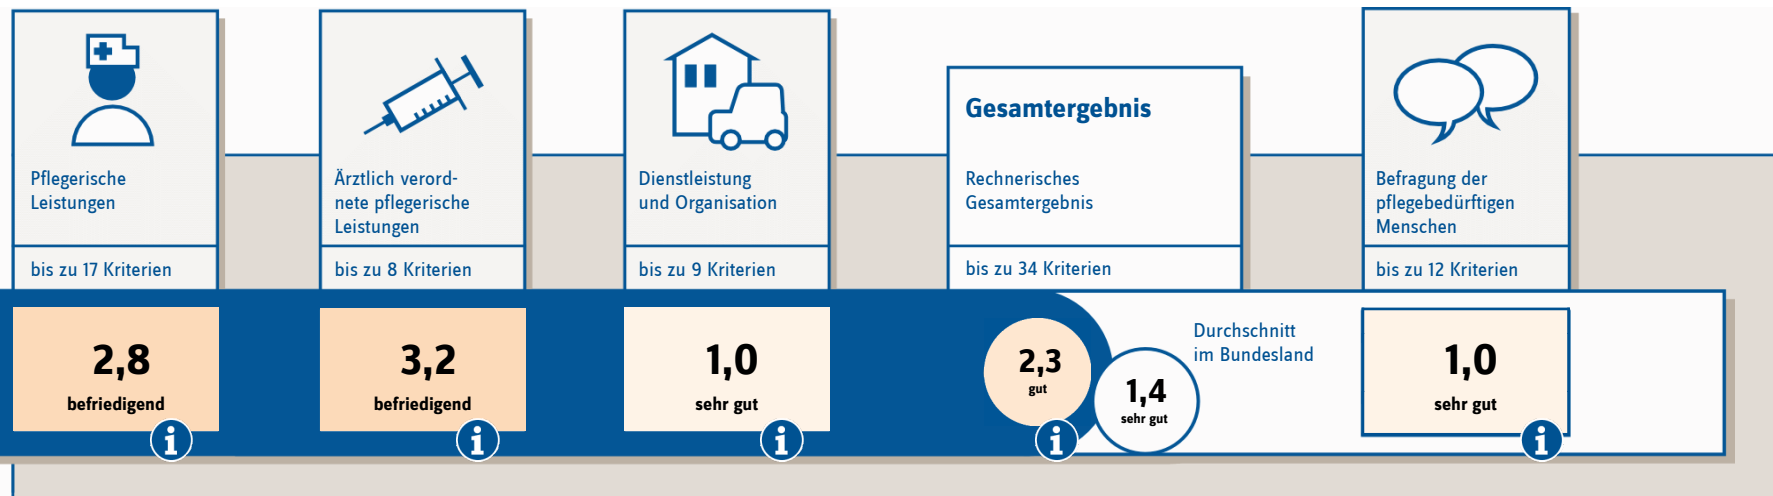 Pflegerische
Leistungen
bis zu 17 Kriterien
2,8
befriedigend
i
Ärztlich verord-
nete pflegerische
Leistungen
bis zu 8 Kriterien
3,2
befriedigend
i
Dienstleistung
und Organisation
bis zu 9 Kriterien
1,0
sehr gut
i
Gesamtergebnis
Rechnerisches
Gesamtergebnis
bis zu 34 Kriterien
2,3
gut
i
1,4
sehr gut
Durchschnitt
im Bundesland
Befragung der
pflegebedürftigen
Menschen
bis zu 12 Kriterien
1,0
sehr gut
i